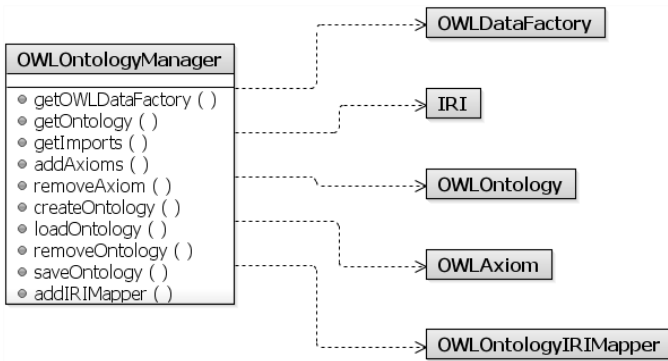 OWLOntologyManager
getOWLDataFactory ( )
getOntology ( )
getImports ( )
addAxioms ( )
removeAxiom ( )
createOntology ( )
loadOntology ( )
removeOntology ( )
saveOntology ( )
addIRIMapper ( )
OWLDataFactory
IRI
OWLOntology
OWLAxiom
OWLOntologyIRIMapper